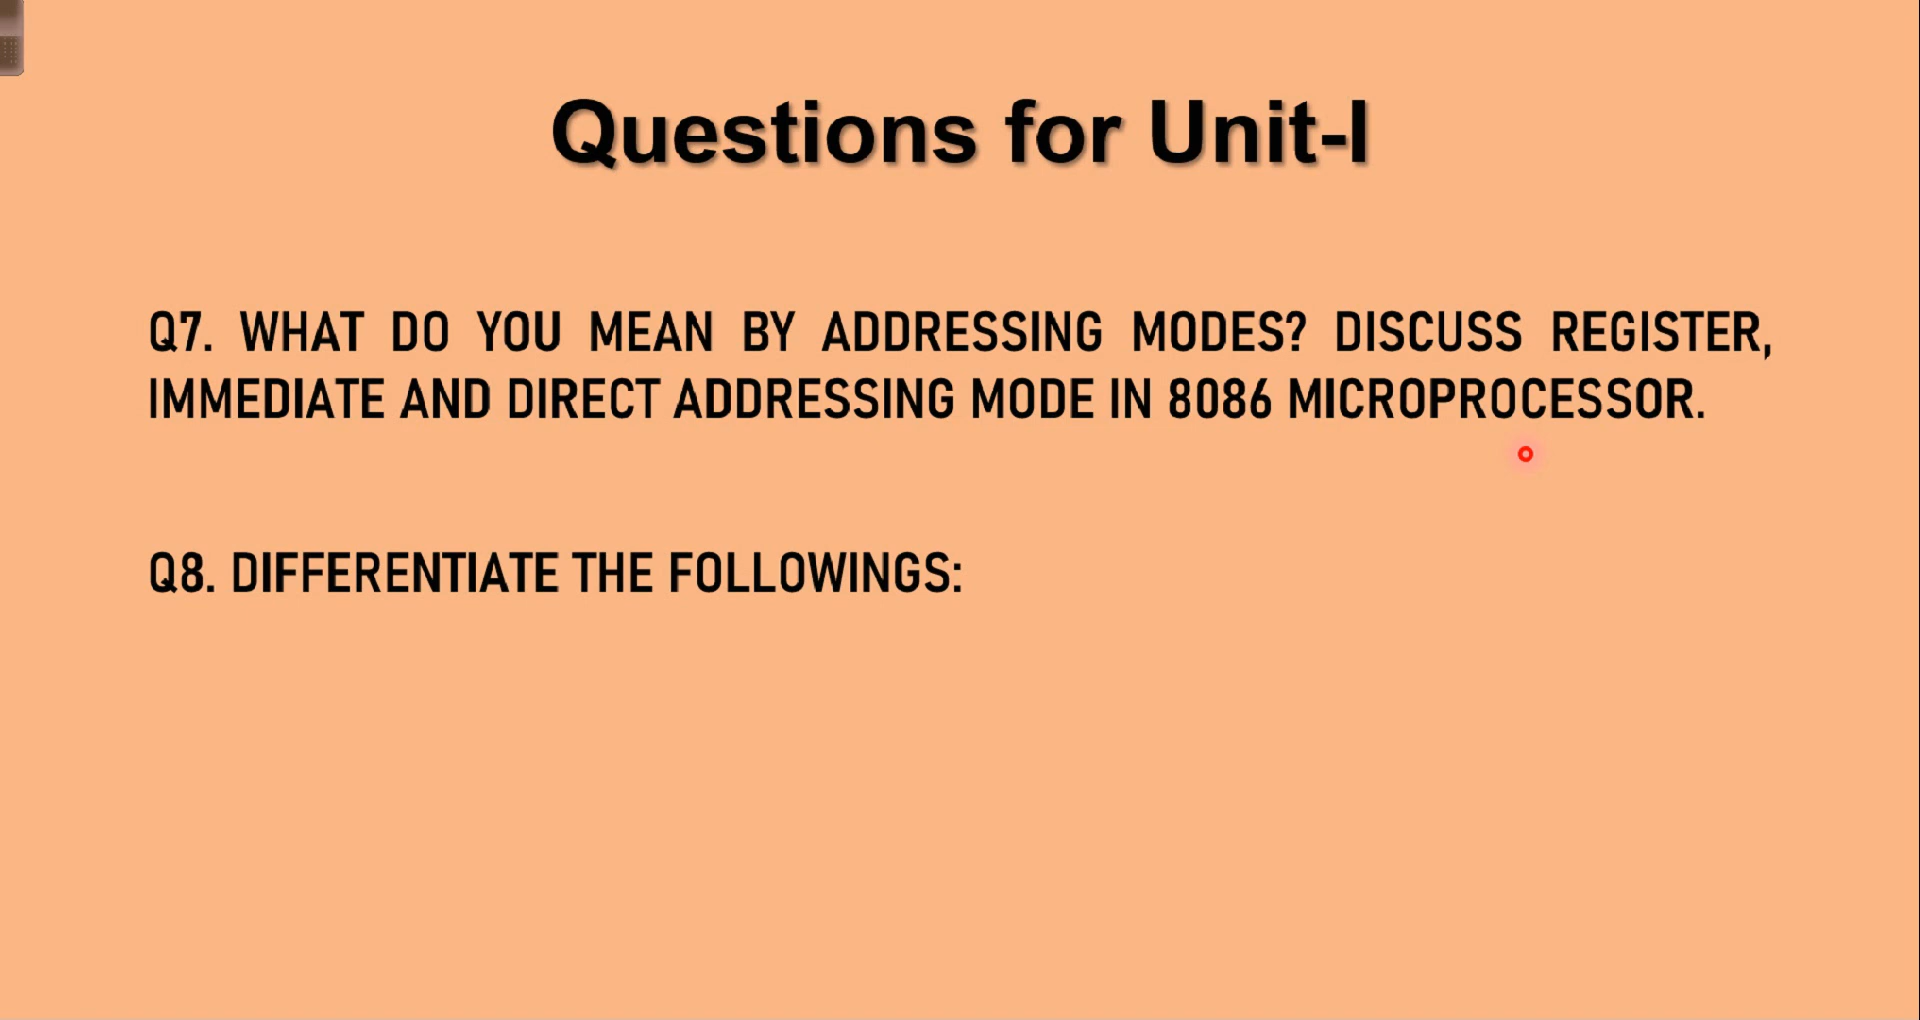 Questions for Unit-I
Q7. WHAT DO YOU MEAN BY ADDRESSING MODES? DISCUSS REGISTER,
IMMEDIATE AND DIRECT ADDRESSING MODE IN 8086 MICROPROCESSOR.
Q8. DIFFERENTIATE THE FOLLOWINGS: